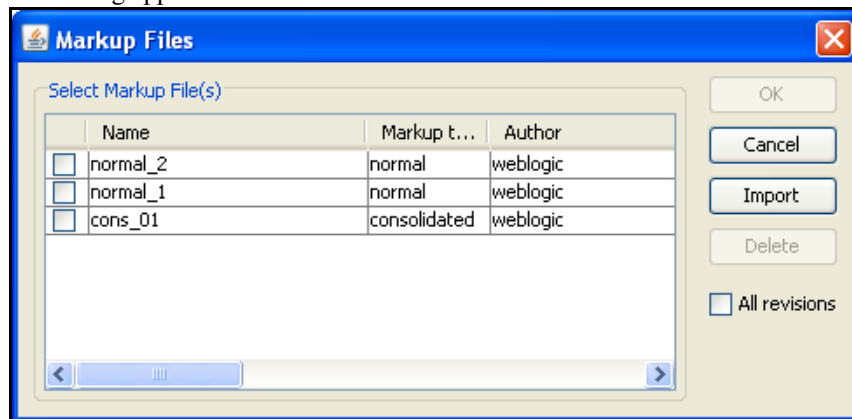 Markup Files
Select Markup File(s)
Name Markup t... Author
normal_2 normal weblogic
normal_1 normal weblogic
cons_01 consolidated weblogic
OK
Cancel
Import
Delete
All revisions